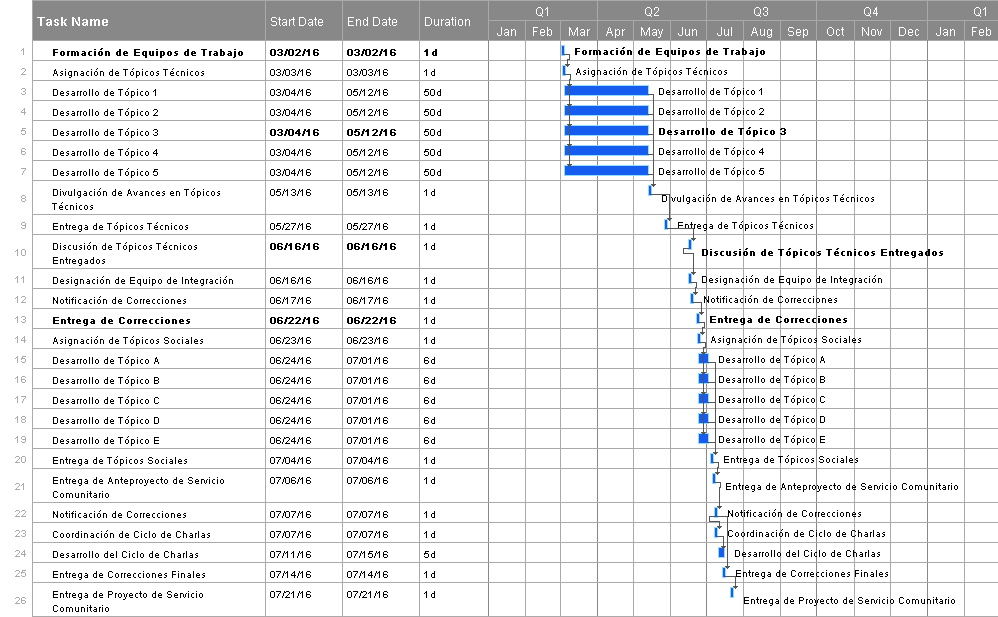 Task Name Start Date End Date Duration Q1 Q2 Q3 Q4 Q1
Jan Feb Mar Apr May Jun Jul Aug Sep Oct Nov Dec Jan Feb
1 Formación de Equipos de Trabajo 03/02/16 03/02/16 1 d Formación de Equipos de Trabajo
2 Asignación de Tópicos Técnicos 03/03/16 03/03/16 1 d Asignación de Tópicos Técnicos
3 Desarrollo de Tópico 1 03/04/16 05/12/16 50d Desarrollo de Tópico 1
4 Desarrollo de Tópico 2 03/04/16 05/12/16 50d Desarrollo de Tópico 2
5 Desarrollo de Tópico 3 03/04/16 05/12/16 50d Desarrollo de Tópico 3
6 Desarrollo de Tópico 4 03/04/16 05/12/16 50d Desarrollo de Tópico 4
7 Desarrollo de Tópico 5 03/04/16 05/12/16 50d Desarrollo de Tópico 5
8 Divulgación de Avances en Tópicos 05/13/16 05/13/16 1 d Divulgación de Avances en Tópicos Técnicos
Técnicos
9 Entrega de Tópicos Técnicos 05/27/16 05/27/16 1 d Entrega de Tópicos Técnicos
10 Discusión de Tópicos Técnicos 06/16/16 06/16/16 1 d Discusión de Tópicos Técnicos Entregados
Entregados
11 Designación de Equipo de Integración 06/16/16 06/16/16 1 d Designación de Equipo de Integración
12 Notificación de Correcciones 06/17/16 06/17/16 1 d Notificación de Correcciones
13 Entrega de Correcciones 06/22/16 06/22/16 1 d Entrega de Correcciones
14 Asignación de Tópicos Sociales 06/23/16 06/23/16 1 d Asignación de Tópicos Sociales
15 Desarrollo de Tópico A 06/24/16 07/01/16 6d Desarrollo de Tópico A
16 Desarrollo de Tópico B 06/24/16 07/01/16 6d Desarrollo de Tópico B
17 Desarrollo de Tópico C 06/24/16 07/01/16 6d Desarrollo de Tópico C
18 Desarrollo de Tópico D 06/24/16 07/01/16 6d Desarrollo de Tópico D
19 Desarrollo de Tópico E 06/24/16 07/01/16 6d Desarrollo de Tópico E
20 Entrega de Tópicos Sociales 07/04/16 07/04/16 1 d Entrega de Tópicos Sociales
21 Entrega de Anteproyecto de Servicio 07/06/16 07/06/16 1 d Entrega de Anteproyecto de Servicio Comunitario
Comunitario
22 Notificación de Correcciones 07/07/16 07/07/16 1 d Notificación de Correcciones
23 Coordinación de Ciclo de Charlas 07/07/16 07/07/16 1 d Coordinación de Ciclo de Charlas
24 Desarrollo del Ciclo de Charlas 07/11/16 07/15/16 5d Desarrollo del Ciclo de Charlas
25 Entrega de Correcciones Finales 07/14/16 07/14/16 1 d Entrega de Correcciones Finales
26 Entrega de Proyecto de Servicio 07/21/16 07/21/16 1 d Entrega de Proyecto de Servicio Comunitario
Comunitario